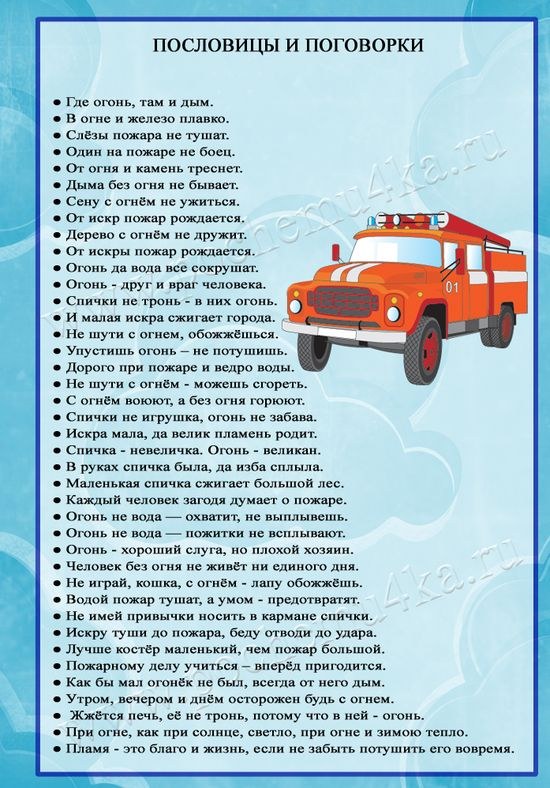 ПОСЛОВИЦЫ И ПОГОВОРКИ
• Где огонь, там и дым.
• В огне и железо плавко.
• Слёзы пожара не тушат.
• Один на пожаре не боец.
• От огня и камень треснет.
• Дыма без огня не бывает.
• Сену с огнём не ужиться.
• От искр пожар рождается.
• Дерево с огнём не дружит.
• От искры пожар рождается.
• Огонь да вода все сокрушат.
• Огонь - друг и враг человека.
• Спички не тронь - в них огонь.
• И малая искра сжигает города.
• Не шути с огнем, обожжёшься.
• Упустишь огонь – не потушишь.
• Дорого при пожаре и ведро воды.
• Не шути с огнём - можешь сгореть.
• С огнём воюют, а без огня горюют.
• Спички не игрушка, огонь не забава.
• Искра мала, да велик пламень родит.
• Спичка - невеличка. Огонь - великан.
• В руках спичка была, да изба сплыла.
• Маленькая спичка сжигает большой лес.
• Каждый человек загодя думает о пожаре.
• Огонь не вода — охватит, не выплывешь.
• Огонь не вода — пожитки не всплывают.
• Огонь - хороший слуга, но плохой хозяин.
• Человек без огня не живёт ни единого дня.
• Не играй, кошка, с огнём - лапу обожжёшь.
• Водой пожар тушат, а умом - предотвратят.
• Не имей привычки носить в кармане спички.
• Искру туши до пожара, беду отводи до удара.
• Лучше костёр маленький, чем пожар большой.
• Пожарному делу учиться – вперёд пригодится.
• Как бы мал огонёк не был, всегда от него дым.
• Утром, вечером и днём осторожен будь с огнем.
• Жжётся печь, её не тронь, потому что в ней - огонь.
• При огне, как при солнце, светло, при огне и зимою тепло.
• Пламя - это благо и жизнь, если не забыть потушить его вовремя.
01